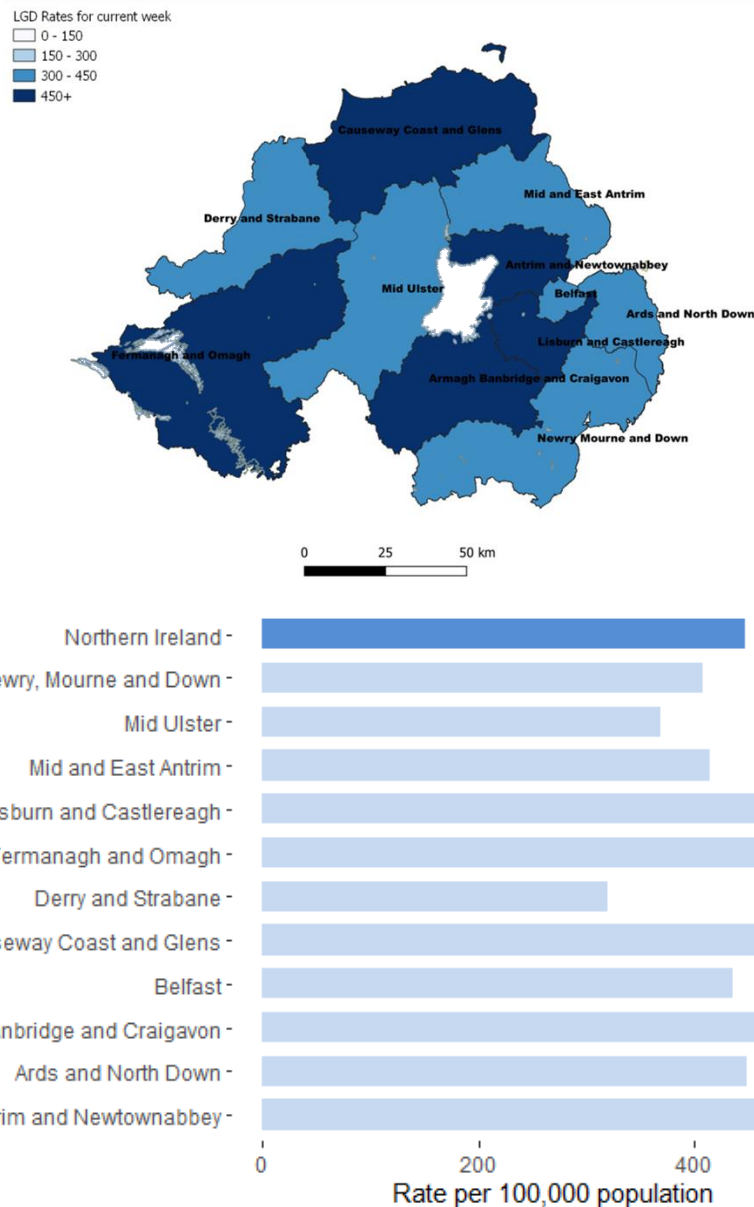 LGD Rates for current week
0 - 150
150 - 300
300 - 450
450+
Causeway Coast and Glens
Mid and East Antrim
Derry and Strabane
Antrim and Newtownabbey
Mid Ulster
Belfast
Ards and North Down
Lisburn and Castlereagh
Fermanagh and Omagh
Armagh Banbridge and Craigavon
Newry Mourne and Down
0 25 50 km
Northern Ireland
ewry, Mourne and Down
Mid Ulster
Mid and East Antrim
sburn and Castlereagh
ermanagh and Omagh
Derry and Strabane
seway Coast and Glens
Belfast
anbridge and Craigavon
Ards and North Down
rim and Newtownabbey
0 200 400
Rate per 100,000 population